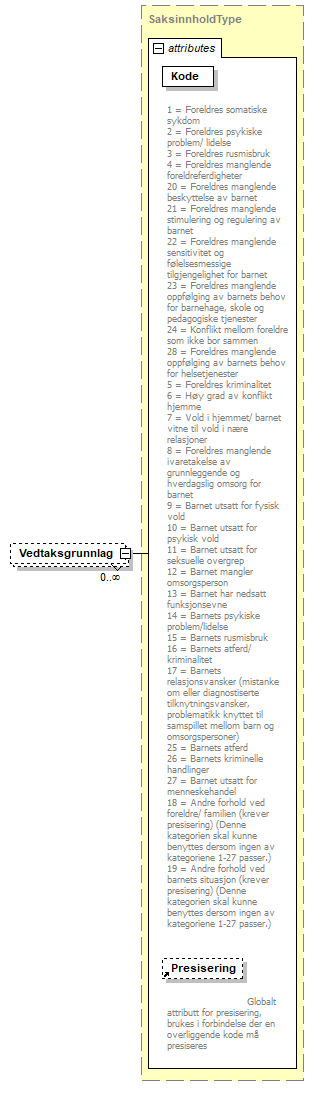 SaksinnholdType
attributes
Kode
1 = Foreldres somatiske
sykdom
2 = Foreldres psykiske
problem/ lidelse
3 = Foreldres rusmisbruk
4 = Foreldres manglende
foreldreferdigheter
20 = Foreldres manglende
beskyttelse av barnet
21 = Foreldres manglende
stimulering og regulering av
barnet
22 = Foreldres manglende
sensitivitet og
følelsesmessige
tilgjengelighet for barnet
23 = Foreldres manglende
oppfølging av barnets behov
for barnehage, skole og
pedagogiske tjenester
24 = Konflikt mellom foreldre
som ikke bor sammen
28 = Foreldres manglende
oppfølging av barnets behov
for helsetjenester
5 = Foreldres kriminalitet
6 = Høy grad av konflikt
hjemme
7 = Vold i hjemmet/ barnet
vitne til vold i nære
relasjoner
8 = Foreldres manglende
ivaretakelse av
grunnleggende og
hverdagslig omsorg for
barnet
9 = Barnet utsatt for fysisk
vold
10 = Barnet utsatt for
psykisk vold
11 = Barnet utsatt for
seksuelle overgrep
12 = Barnet mangler
omsorgsperson
13 = Barnet har nedsatt
funksjonsevne
14 = Barnets psykiske
problem/lidelse
15 = Barnets rusmisbruk
16 = Barnets atferd/
kriminalitet
17 = Barnets
relasjonsvansker (mistanke
om eller diagnostiserte
tilknytningsvansker,
problematikk knyttet til
samspillet mellom barn og
omsorgspersoner)
25 = Barnets atferd
26 = Barnets kriminelle
handlinger
27 = Barnet utsatt for
menneskehandel
18 = Andre forhold ved
foreldre/ familien (krever
presisering) (Denne
kategorien skal kunne
benyttes dersom ingen av
kategoriene 1-27 passer.)
19 = Andre forhold ved
barnets situasjon (krever
presisering) (Denne
kategorien skal kunne
benyttes dersom ingen av
kategoriene 1-27 passer.)
Vedtaksgrunnlag
0..∞
Presisering
Globalt
attributt for presisering,
brukes i forbindelse der en
overliggende kode må
presiseres